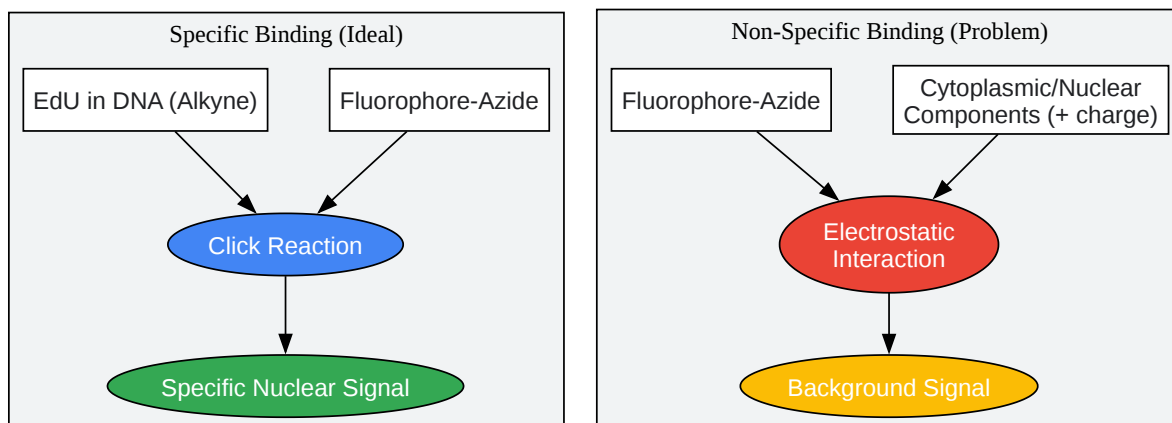 Specific Binding (Ideal)
EdU in DNA (Alkyne)
Fluorophore-Azide
Click Reaction
Specific Nuclear Signal
Non-Specific Binding (Problem)
Fluorophore-Azide
Cytoplasmic/Nuclear
Components (+ charge)
Electrostatic
Interaction
Background Signal